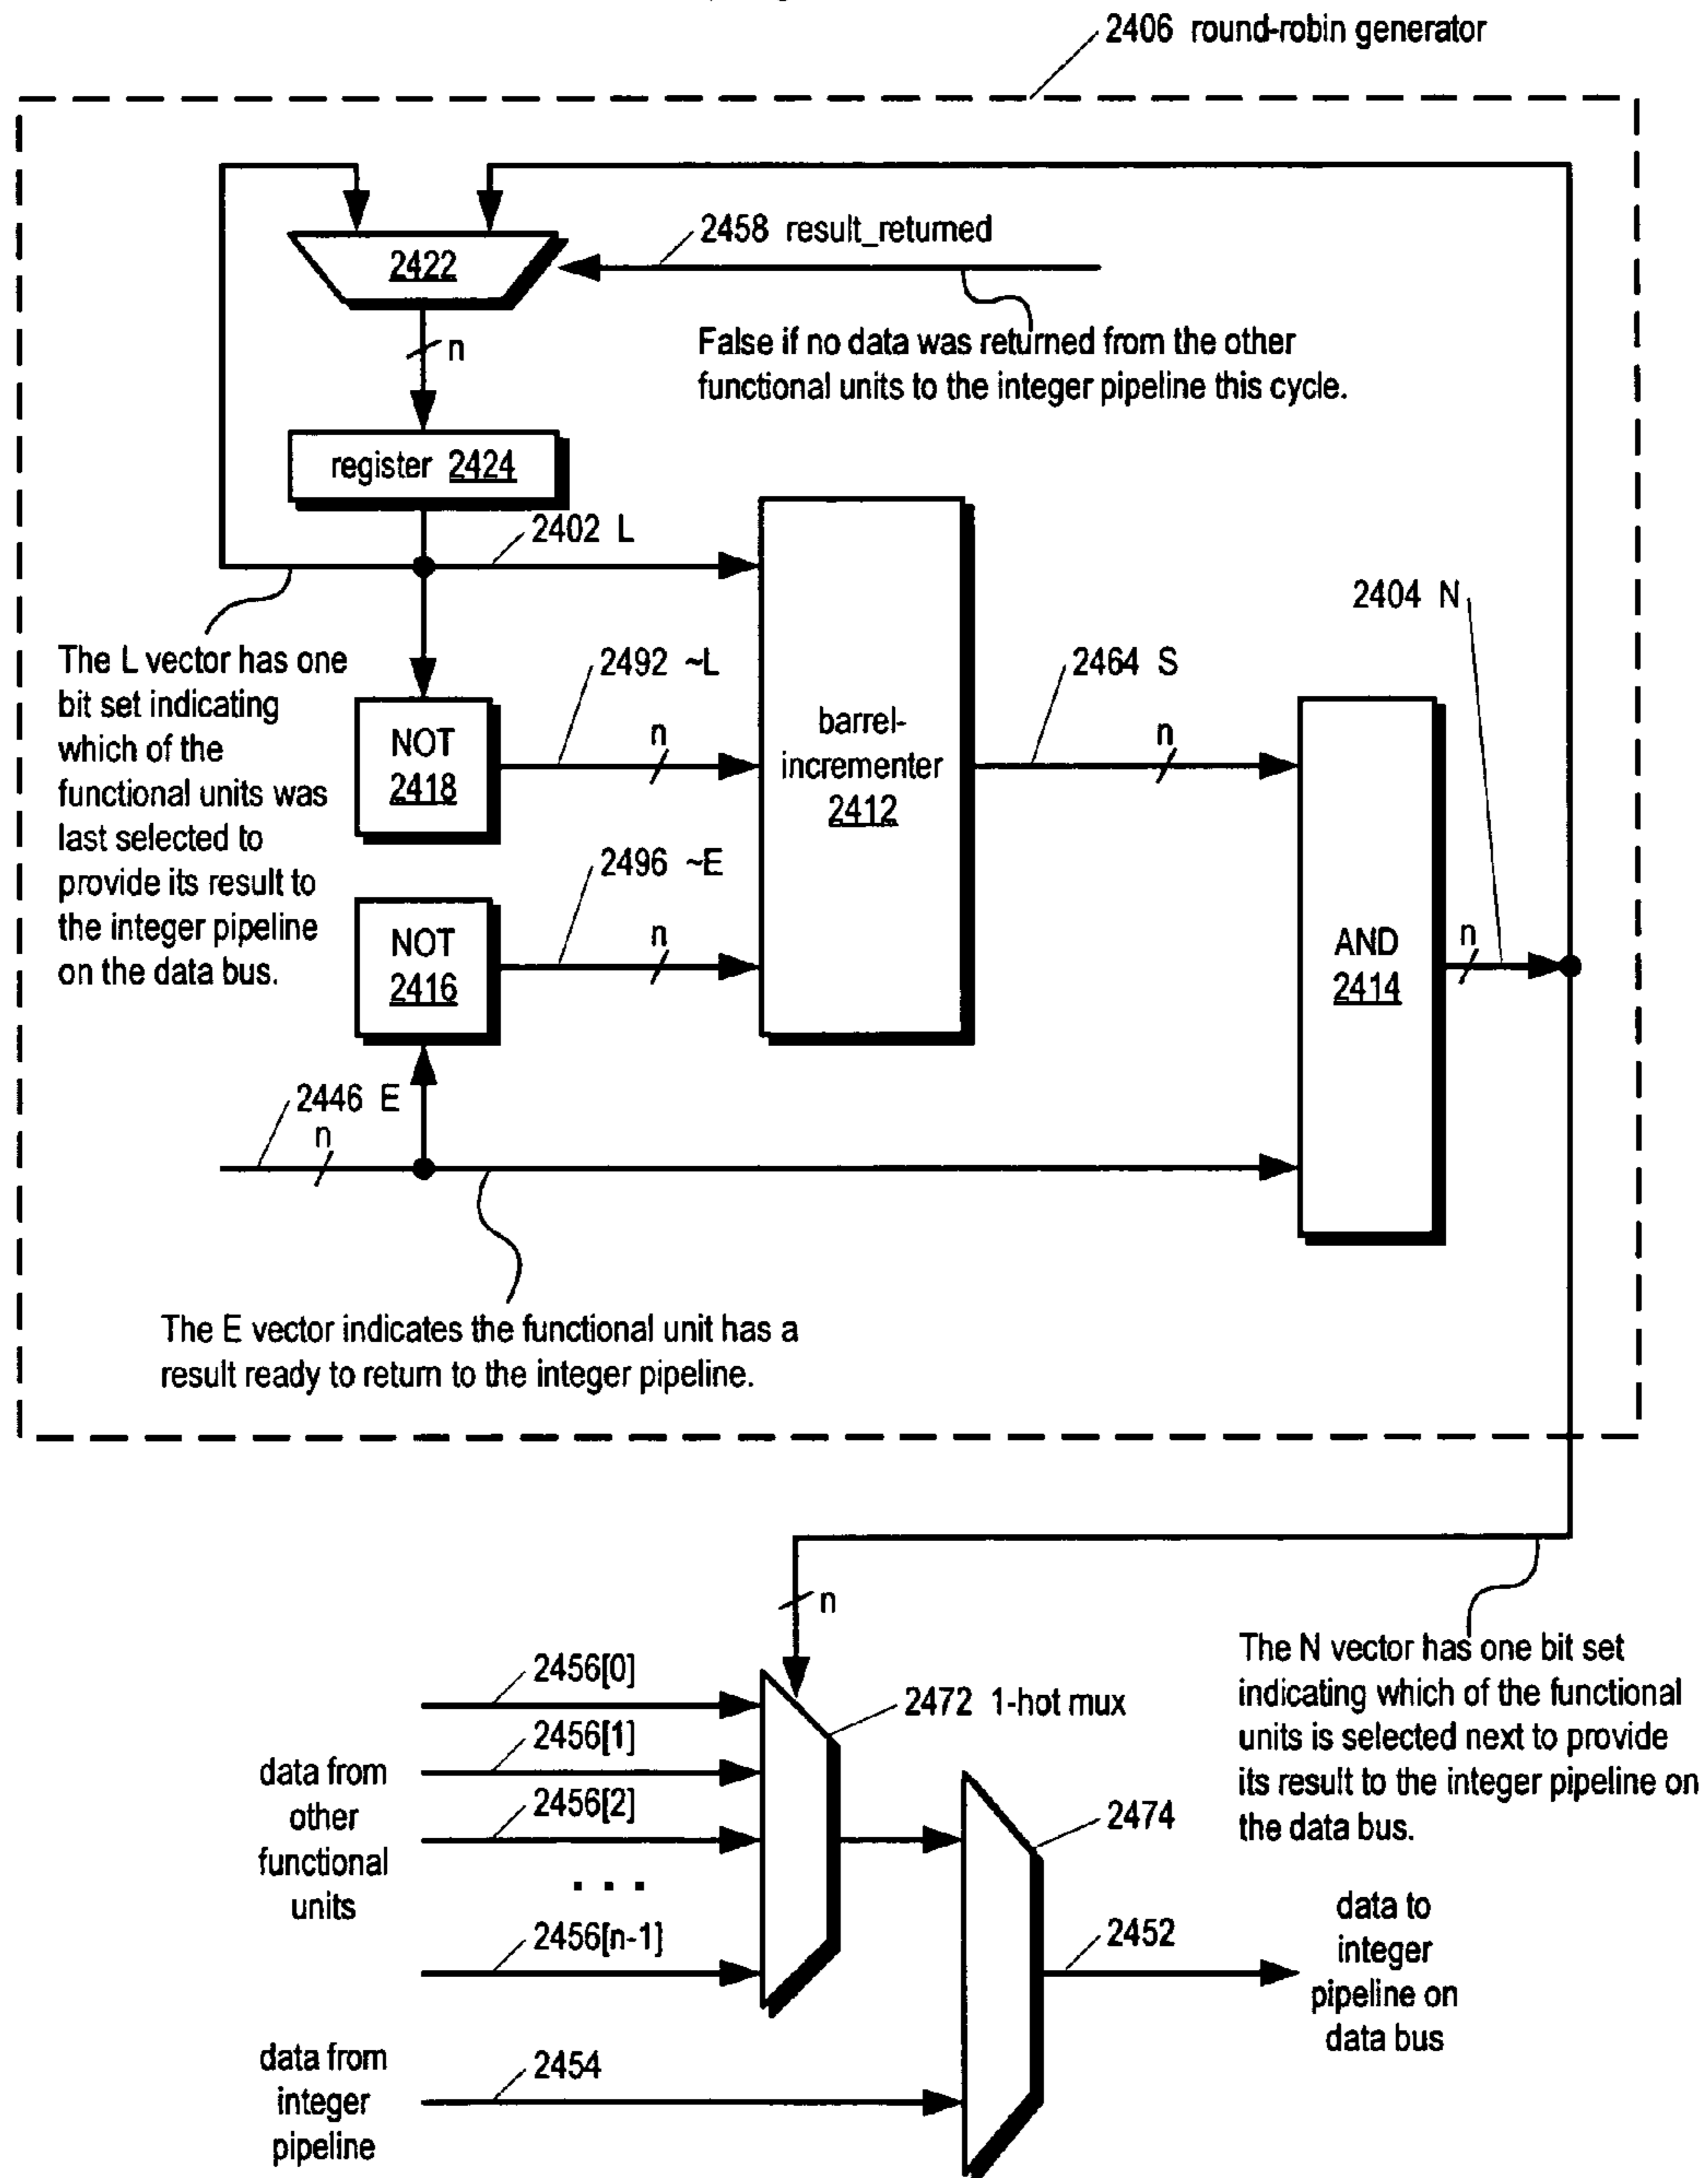 2406 round-robin generator
2422
2458 result_returned
n
False if no data was returned from the other
functional units to the integer pipeline this cycle.
register 2424
2402 L
2404 N
The L vector has one
bit set indicating
which of the
functional units was
last selected to
provide its result to
the integer pipeline
on the data bus.
2492 ~L
2464 S
NOT
2418
n
barrel-
incrementer
2412
n
2496 ~E
NOT
2416
n
AND
2414
n
2446 E
n
The E vector indicates the functional unit has a
result ready to return to the integer pipeline.
n
The N vector has one bit set
indicating which of the functional
units is selected next to provide
its result to the integer pipeline on
the data bus.
2456[0]
2472 1-hot mux
2456[1]
data from
other
functional
units
2456[2]
2474
. . .
2456[n-1]
2452
data to
integer
pipeline on
data bus
data from
integer
pipeline
2454